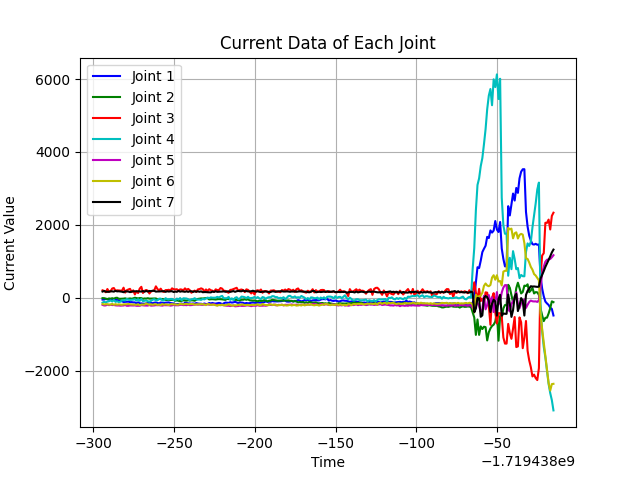 Current Data of Each Joint
Joint 1
Joint 2
Joint 3
Joint 4
Joint 5
Joint 6
Joint 7
6000
4000
2000
0
−2000
Current Value
−300
−250
−200
−150
−100
−50
Time
−1.719438e9